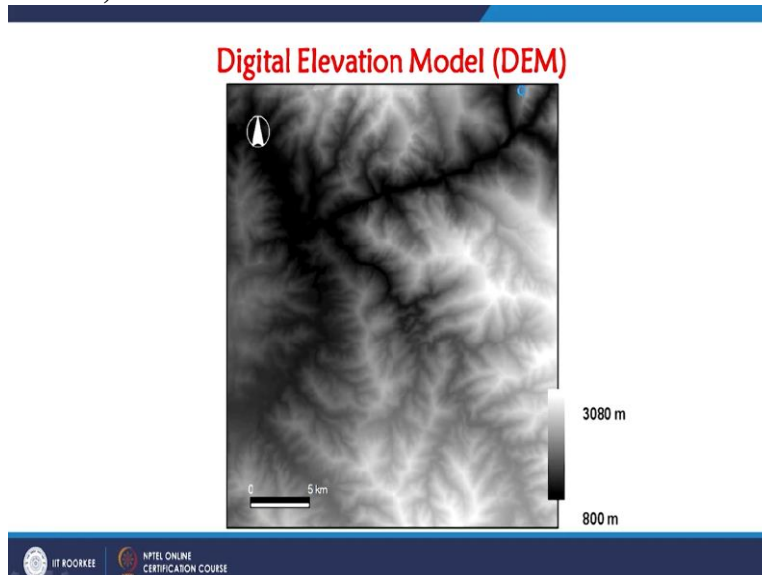 Digital Elevation Model (DEM)
0 5 km
3080 m
800 m
IIT ROORKEE
NPTEL ONLINE
CERTIFICATION COURSE